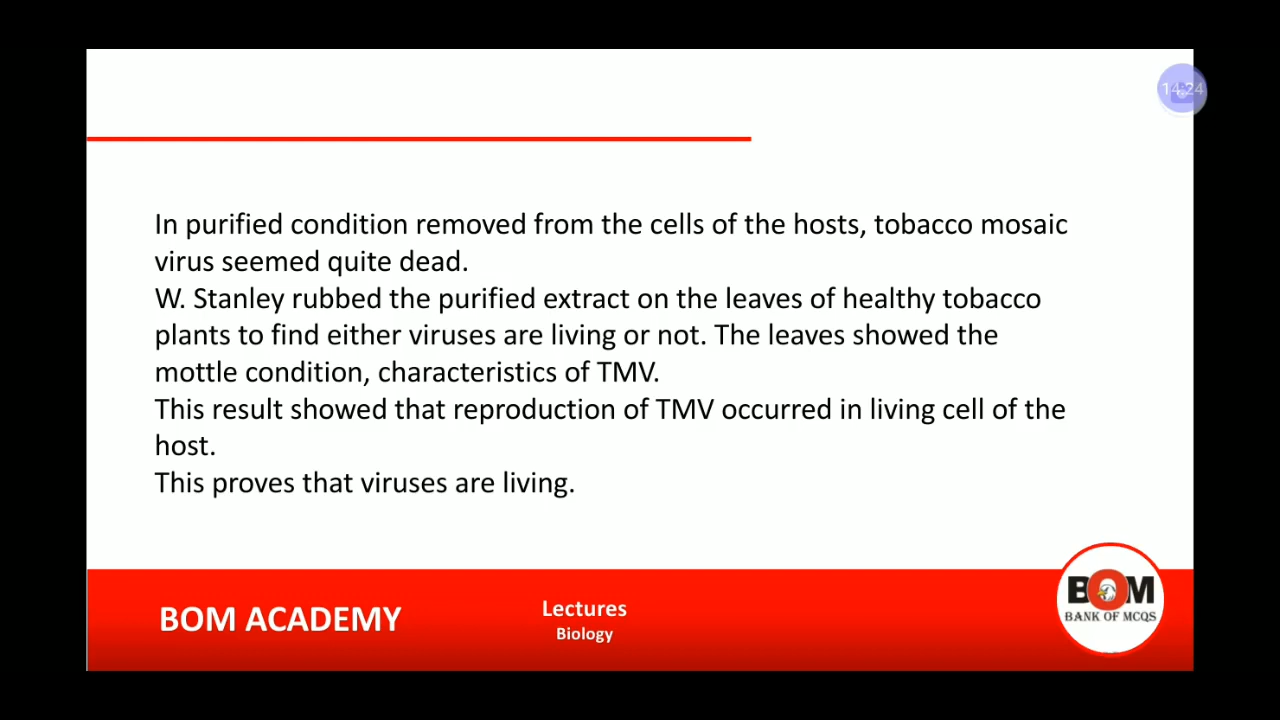 14:24
In purified condition removed from the cells of the hosts, tobacco mosaic
virus seemed quite dead.
W. Stanley rubbed the purified extract on the leaves of healthy tobacco
plants to find either viruses are living or not. The leaves showed the
mottle condition, characteristics of TMV.
This result showed that reproduction of TMV occurred in living cell of the
host.
This proves that viruses are living.
BOM ACADEMY
Lectures
Biology
BOM
BANK OF MCQS